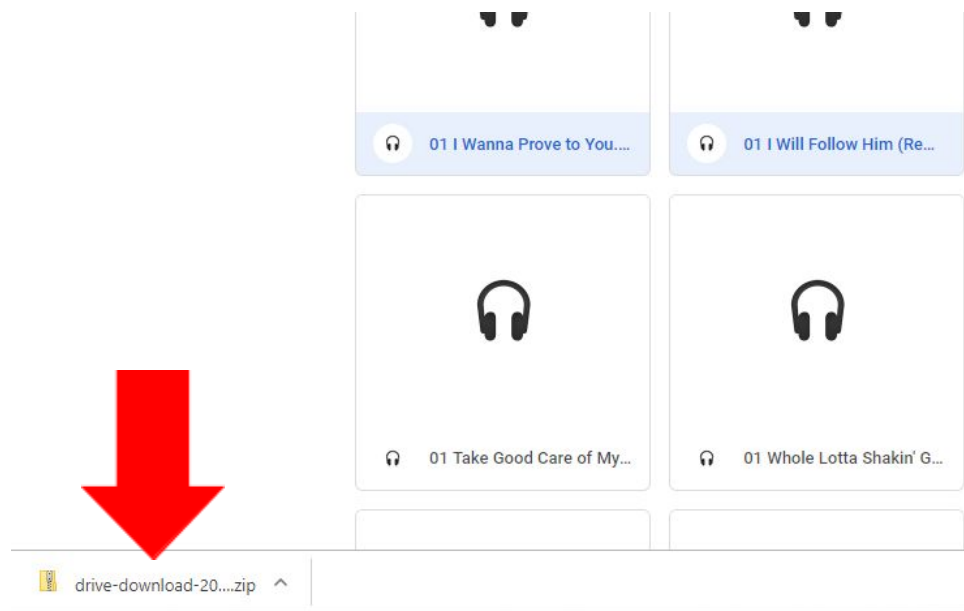 01 I Wanna Prove to You....
01 I Will Follow Him (Re...
01 Take Good Care of My...
01 Whole Lotta Shakin' G...
drive-download-20....zip